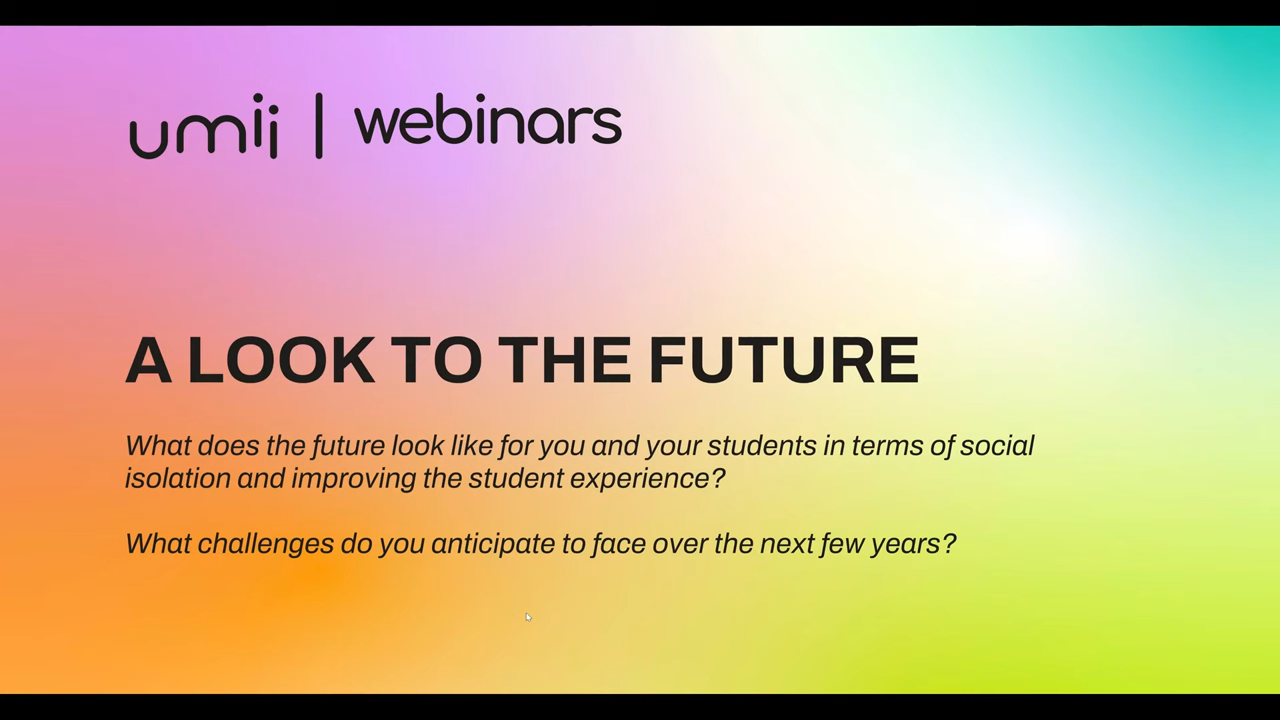 umii | webinars
A LOOK TO THE FUTURE
What does the future look like for you and your students in terms of social
isolation and improving the student experience?
What challenges do you anticipate to face over the next few years?